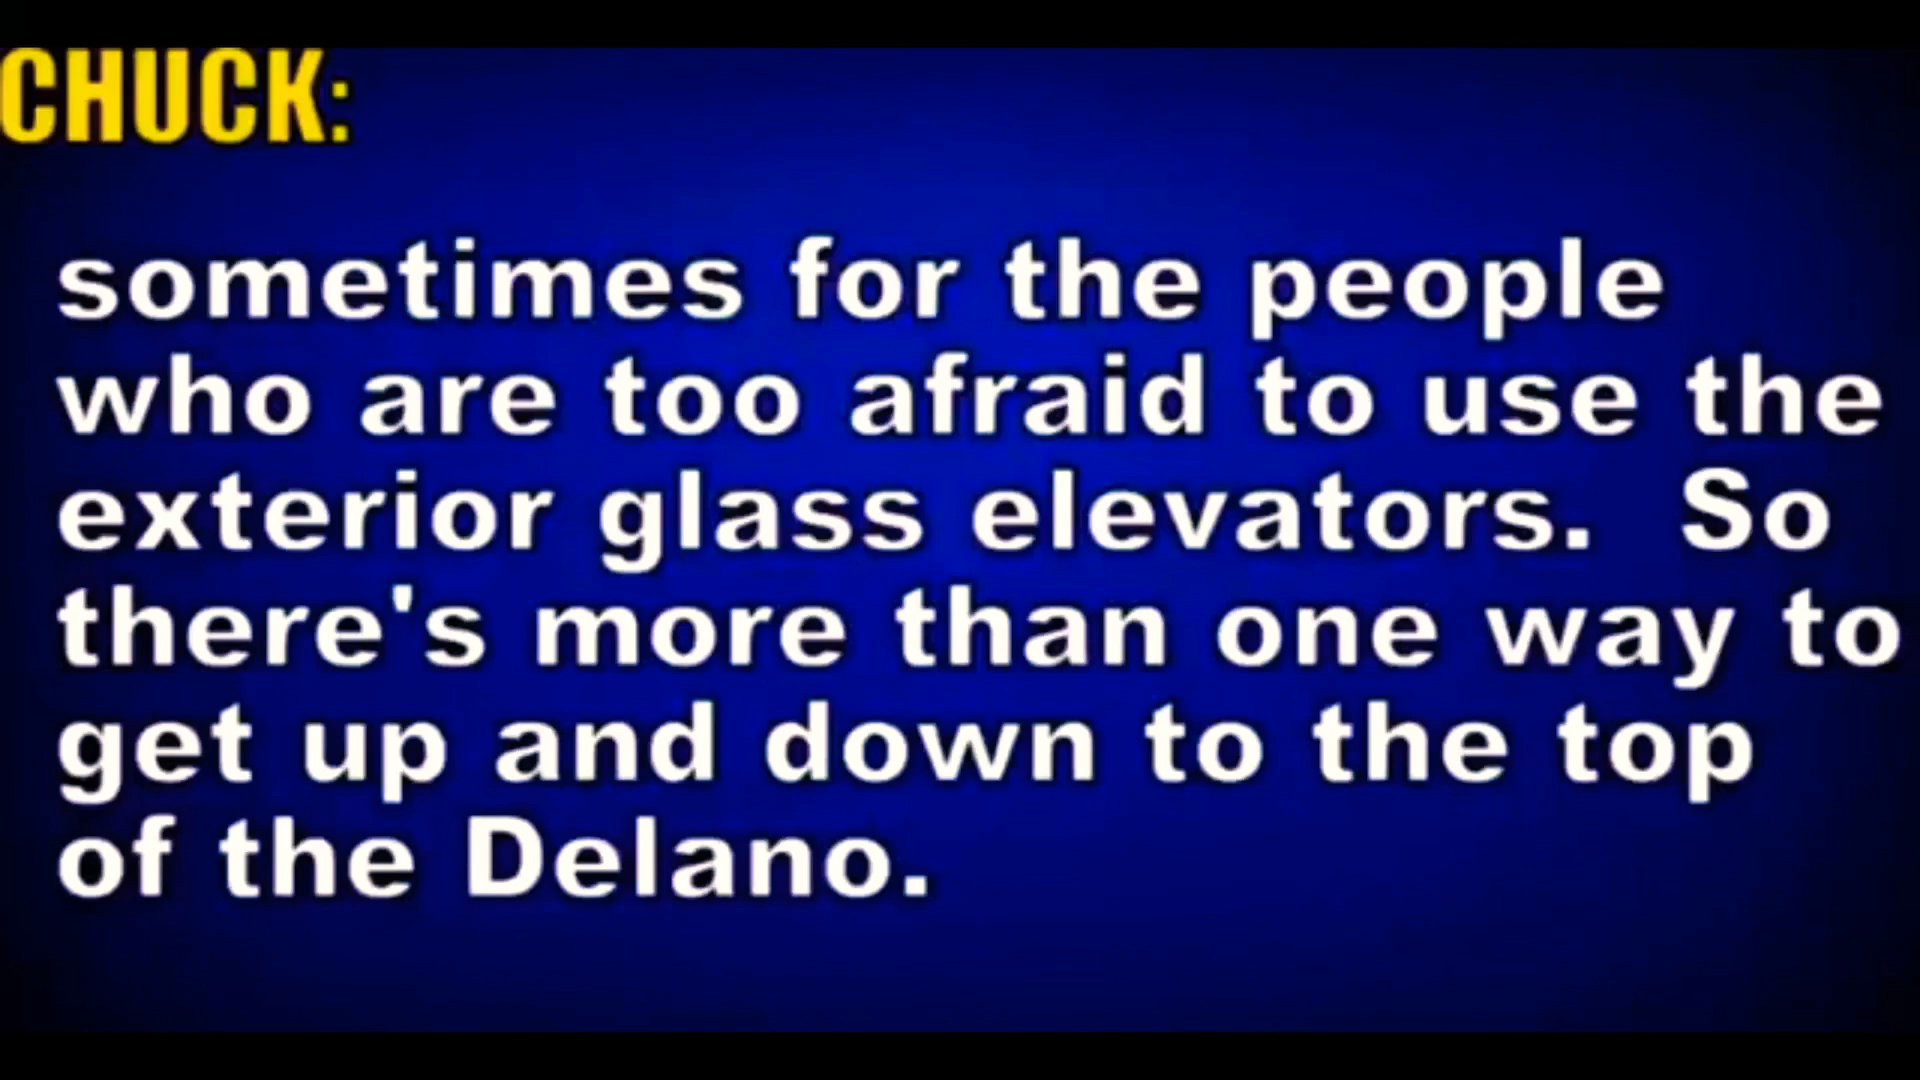 CHUCK:
sometimes for the people
who are too afraid to use the
exterior glass elevators.  So
there's more than one way to
get up and down to the top
of the Delano.